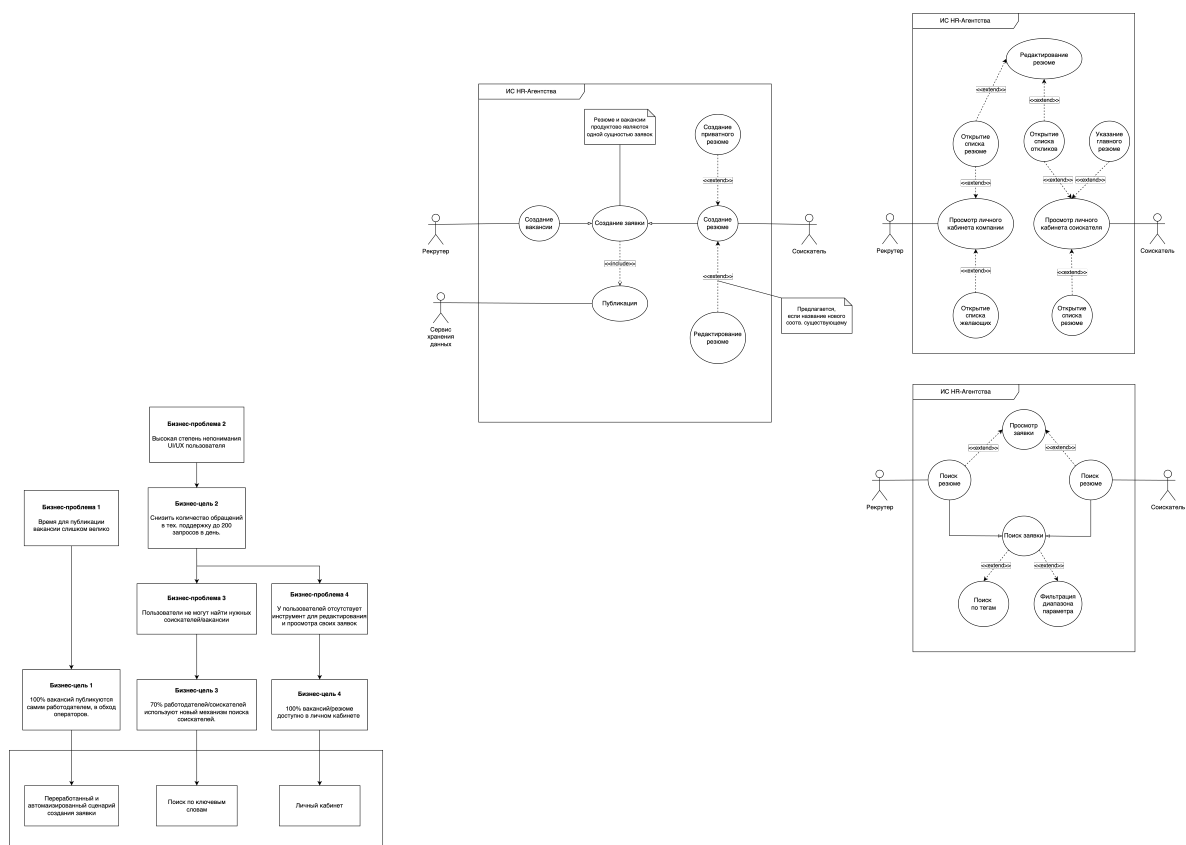 ИС HR-Агентства
Резюме и вакансии
продуктово являются
одной сущностью заявок
Создание
приватного
резюме
<<extend>>
Создание
вакансии
Создание заявки
Создание
резюме
Рекрутер
Соискатель
<<include>>
<<extend>>
Публикация
Сервис
хранения
данных
Редактирование
резюме
Предлагается,
если название нового
соотв. существующему
ИС HR-Агентства
Редактирование
резюме
<<extend>>
<<extend>>
Открытие
списка
резюме
Открытие
списка
откликов
Указание
главного
резюме
<<extend>>
<<extend>>
<<extend>>
Просмотр личного
кабинета компании
Просмотр личного
кабинета соискателя
Рекрутер
Соискатель
<<extend>>
<<extend>>
Открытие
списка
желающих
Открытие
списка
резюме
ИС HR-Агентства
Просмотр
заявки
<<extend>>
<<extend>>
Поиск
резюме
Поиск
резюме
Рекрутер
Соискатель
Поиск заявки
<<extend>>
<<extend>>
Поиск
по тегам
Фильтрация
диапазона
параметра
Бизнес-проблема 2
Высокая степень непонимания
UI/UX пользователя
Бизнес-проблема 1
Время для публикации
вакансии слишком велико
Бизнес-цель 2
Снизить количество обращений
в тех. поддержку до 200
запросов в день.
Бизнес-проблема 3
Пользователи не могут найти нужных
соискателей/вакансии
Бизнес-проблема 4
У пользователей отсутствует
инструмент для редактирования
и просмотра своих заявок
Бизнес-цель 1
100% вакансий публикуются
самим работодателем, в обход
операторов.
Бизнес-цель 3
70% работодателей/соискателей
используют новый механизм поиска
соискателей.
Бизнес-цель 4
100% вакансий/резюме
доступно в личном кабинете
Переработанный и
автомаизированный сценарий
создания заявки
Поиск по ключевым
словам
Личный кабинет